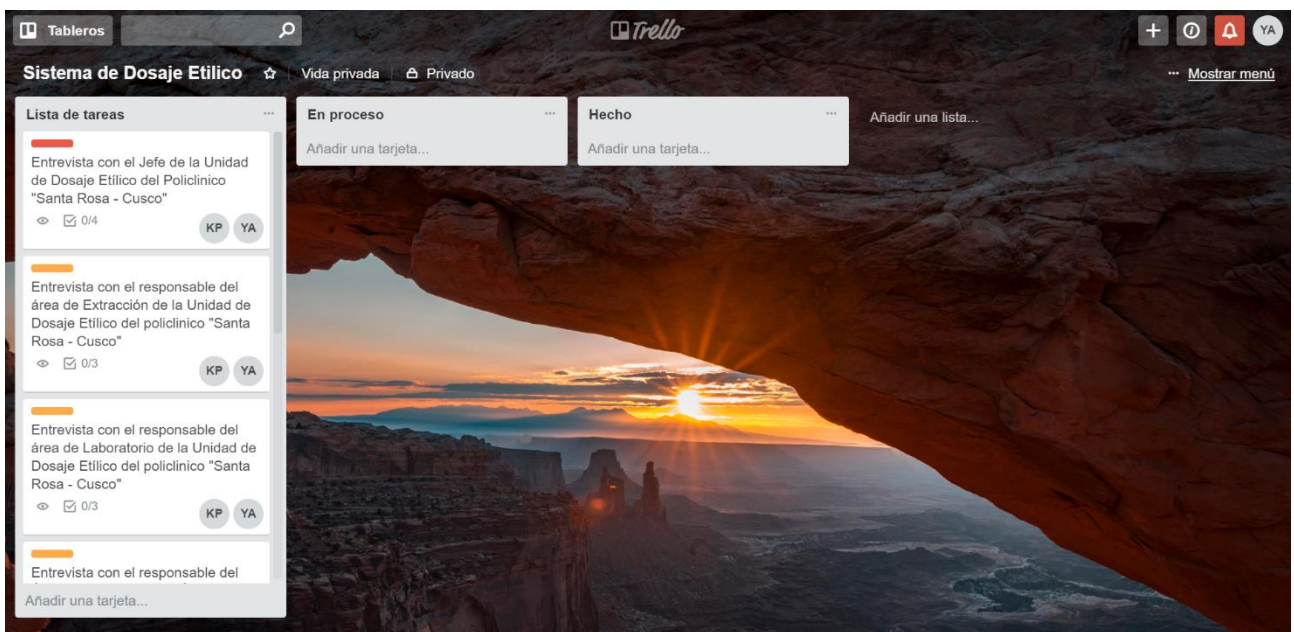 Tableros
Trello
YA
Sistema de Dosaje Etilico
Vida privada
Privado
... Mostrar menú
Lista de tareas ...
Entrevista con el Jefe de la Unidad
de Dosaje Etílico del Policlinico
"Santa Rosa - Cusco"
0/4
KP YA
Entrevista con el responsable del
área de Extracción de la Unidad de
Dosaje Etílico del policlinico "Santa
Rosa - Cusco"
0/3
KP YA
Entrevista con el responsable del
área de Laboratorio de la Unidad de
Dosaje Etílico del policlinico "Santa
Rosa - Cusco"
0/3
KP YA
Entrevista con el responsable del
Añadir una tarjeta...
En proceso ...
Añadir una tarjeta...
Hecho ...
Añadir una tarjeta...
Añadir una lista...